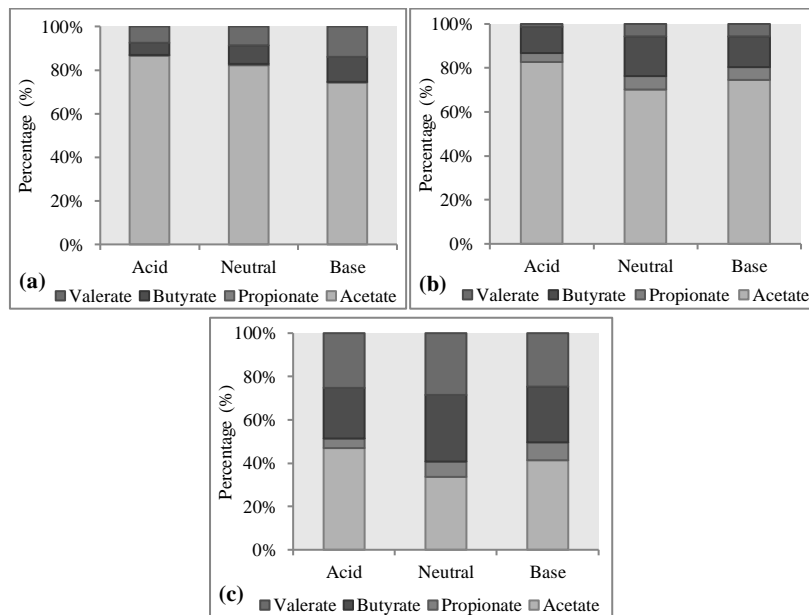 100%
80%
60%
40%
20%
0%
Percentage (%)
Acid Neutral Base
(a)
Valerate Butyrate Propionate Acetate
100%
80%
60%
40%
20%
0%
Percentage (%)
Acid Neutral Base
(b)
Valerate Butyrate Propionate Acetate
100%
80%
60%
40%
20%
0%
Percentage (%)
Acid Neutral Base
(c)
Valerate Butyrate Propionate Acetate